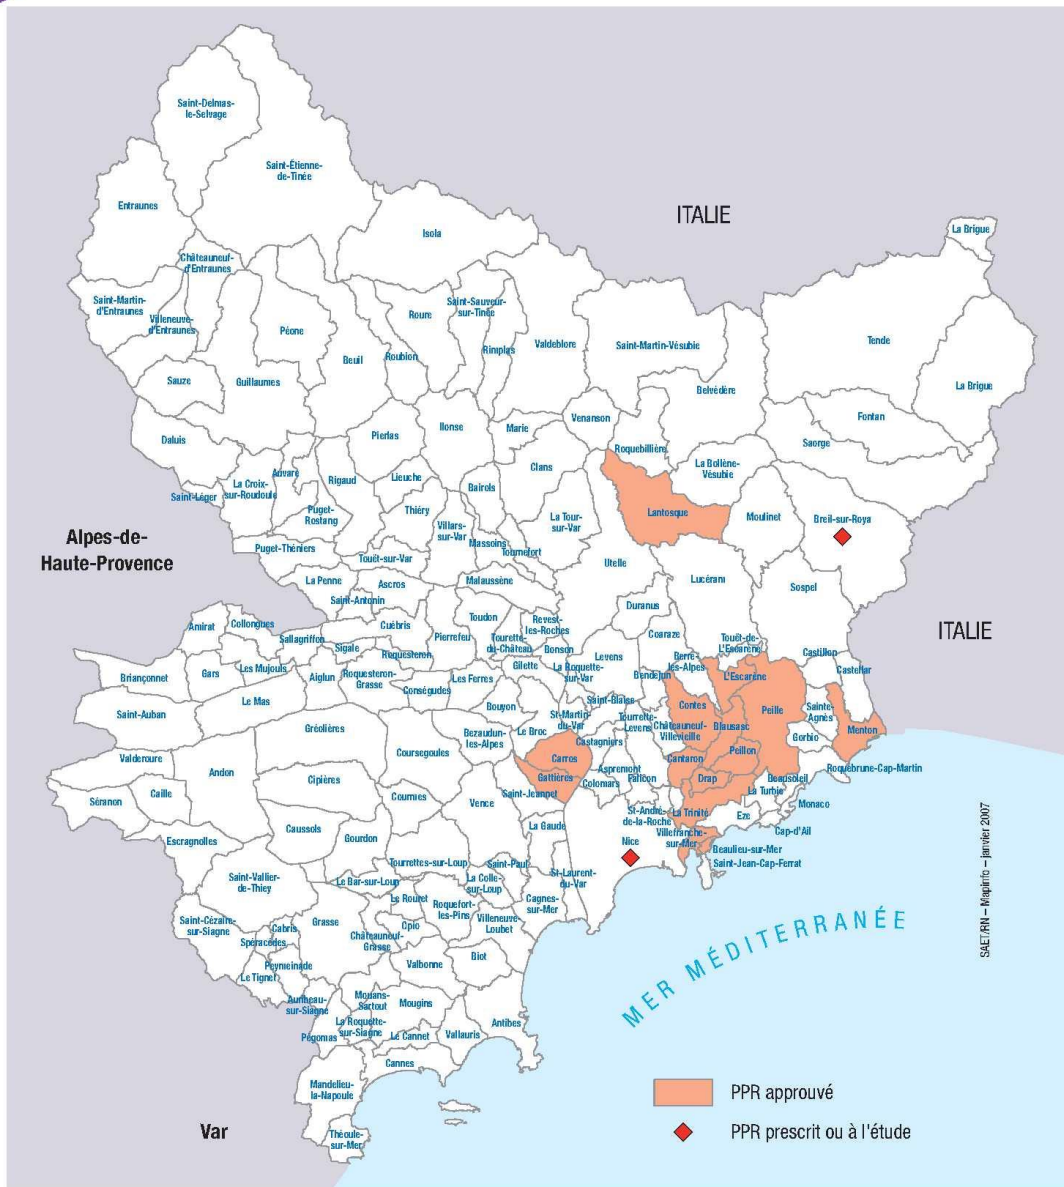 Saint-Delmas-
le-Selvage
Saint-Étienne-
de-Tinée
Entraunes
ITALIE
Isola
La Brigue
Châteauneuf-
d'Entraunes
Saint-Martin-
d'Entraunes
Villeneuve-
d'Entraunes
Péone
Roure
Saint-Sauveur-
sur-Tinée
Rimplas
Valdeblore
Saint-Martin-Vésubie
Tende
Beuil
Roubion
Sauze
Guillaumes
Belvédère
La Brigue
Daluis
Pierlas
Ilonse
Marie
Venanson
Fontan
Saorge
Roquebillière
Saint-Léger
La Croix-
sur-Roudoule
Auvare
Rigaud
Lieuche
Bairols
Clans
La Bollène-
Vésubie
Puget-
Rostang
Thiéry
Villars-
sur-Var
Massoins
Tournefort
La Tour-
sur-Var
Lantosque
Moulinet
Breil-sur-Roya
Alpes-de-
Haute-Provence
Puget-Théniers
Touët-sur-Var
Utelle
La Penne
Ascros
Malaussène
Lucéram
Sospel
Saint-Antonin
Duranus
ITALIE
Amirat
Collongues
Sallagriffon
Sigale
Cuébris
Roquesteron
Pierrefeu
Toudon
Tourette-
du-Château
Revest-
les-Roches
Bonson
Gilette
La Roquette-
sur-Var
Levens
Coaraze
Bendejun
Berre-
les-Alpes
Touët-de-
L'Escarène
L'Escarène
Castillon
Castellar
Briançonnet
Gars
Les Mujouls
Aiglun
Roquesteron-
Grasse
Conségudes
Les Ferres
Bouyon
Saint-Auban
Le Mas
Gréolières
Coursegoules
Bezaudun-
les-Alpes
Le Broc
St-Martin-
du-Var
Saint-Blaise
Tourrette-
Levens
Contes
Châteauneuf-
Villevieille
Blausasc
Peille
Sainte-
Agnès
Gorbio
Menton
Castagniers
Valderoure
Andon
Cipières
Carros
Gattières
Aspremont
Colomars
Falicon
Cantaron
Peillon
Drap
Roquebrune-Cap-Martin
Beausoleil
La Turbie
Séranon
Caille
Courmes
Vence
Saint-Jeannet
Monaco
Escragnolles
Caussols
Gourdon
La Gaude
St-André-
de-la-Roche
La Trinité
Eze
Cap-d'Ail
Nice
Villefranche-
sur-Mer
Beaulieu-sur-Mer
Saint-Jean-Cap-Ferrat
Saint-Vallier-
de-Thiey
Tourrettes-sur-Loup
Saint-Paul
Le Bar-sur-Loup
La Colle-
sur-Loup
St-Laurent-
du-Var
Le Rouret
Roquefort-
les-Pins
Cagnes-
sur-Mer
Saint-Cézaire-
sur-Siagne
Cabris
Grasse
Opio
Villeneuve-
Loubet
Spéracèdes
Châteauneuf-
Grasse
Biot
Le Tignet
Peymeinade
Valbonne
Auribeau-
sur-Siagne
Mouans-
Sartout
Mougins
Antibes
Pégomas
La Roquette-
sur-Siagne
Le Cannet
Vallauris
Cannes
Mandelieu-
la-Napoule
Théoule-
sur-Mer
Var
MER MÉDITERRANÉE
SAET/RN – Mapinfo – janvier 2007
PPR approuvé
PPR prescrit ou à l'étude